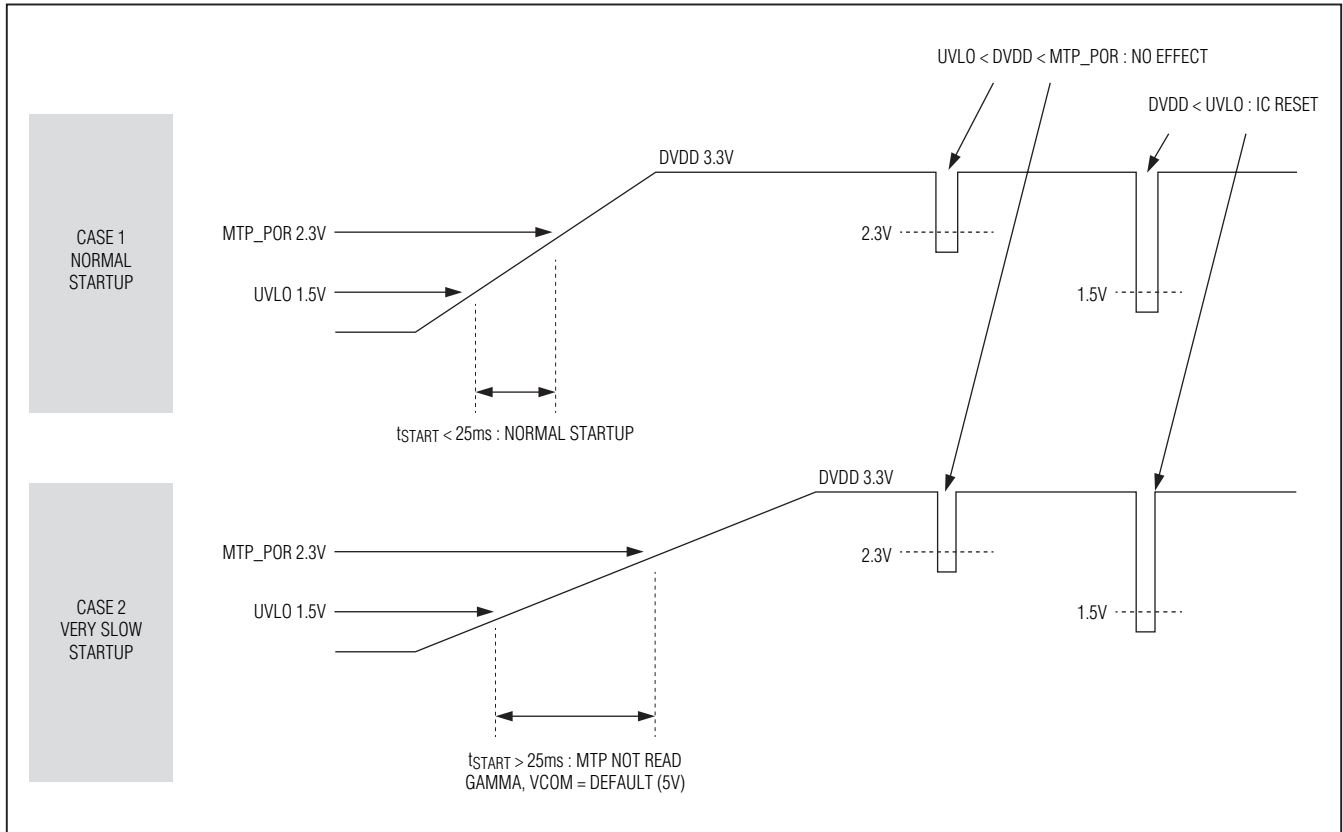 UVLO < DVDD < MTP_POR : NO EFFECT
DVDD < UVLO : IC RESET
CASE 1
NORMAL
STARTUP
DVDD 3.3V
MTP_POR 2.3V
2.3V
UVLO 1.5V
1.5V
tSTART < 25ms : NORMAL STARTUP
CASE 2
VERY SLOW
STARTUP
DVDD 3.3V
MTP_POR 2.3V
2.3V
UVLO 1.5V
1.5V
tSTART > 25ms : MTP NOT READ
GAMMA, VCOM = DEFAULT (5V)